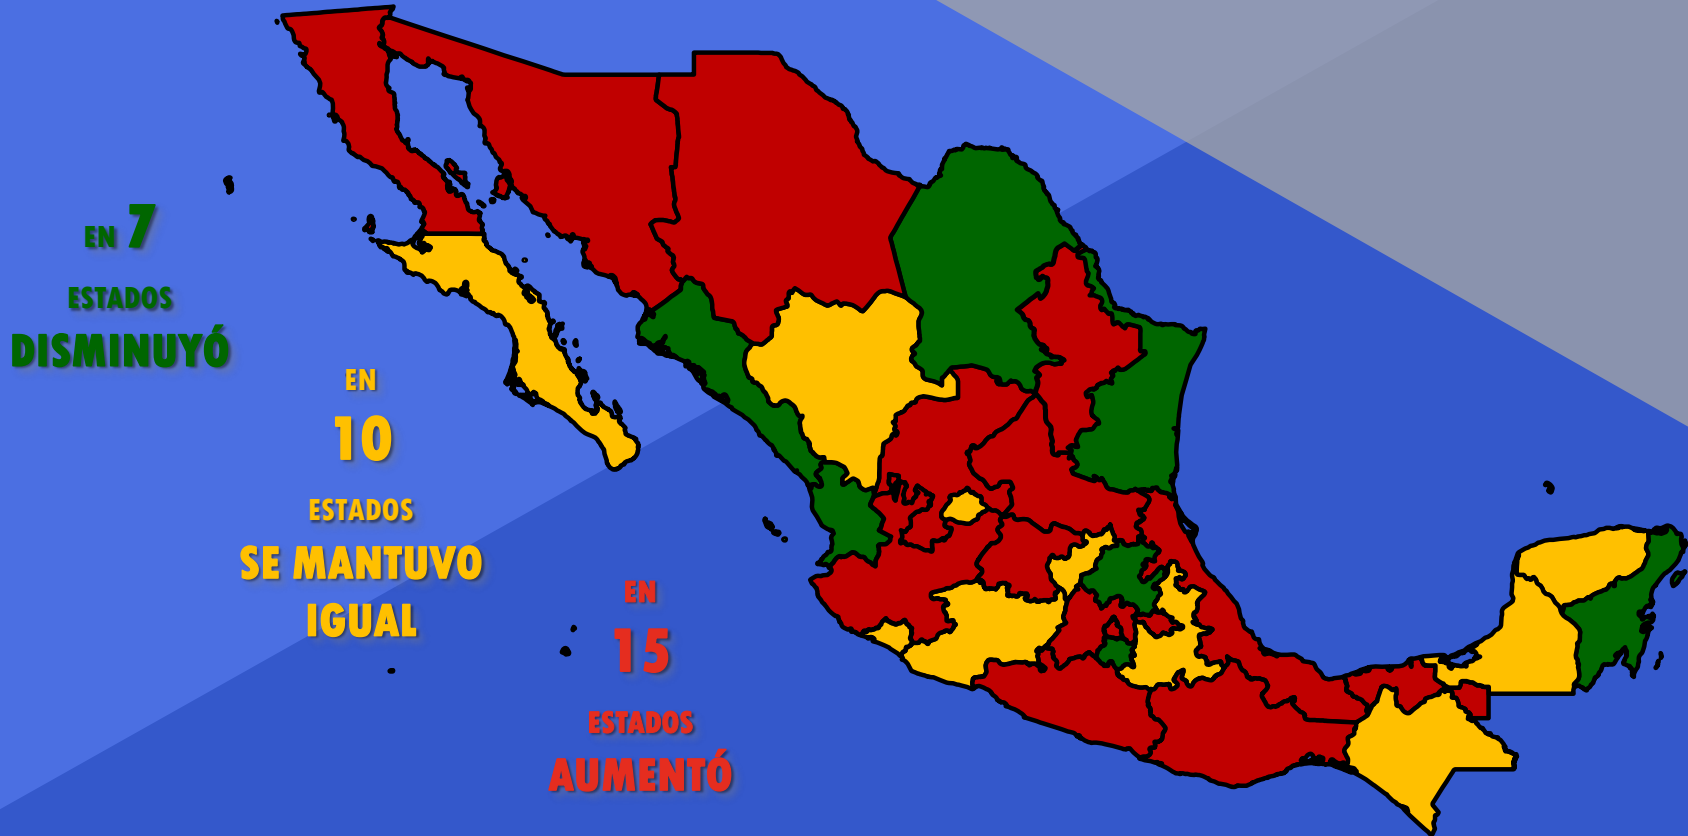 EN 7
ESTADOS
DISMINUYÓ
EN
10
ESTADOS
SE MANTUVO
IGUAL
EN
15
ESTADOS
AUMENTÓ